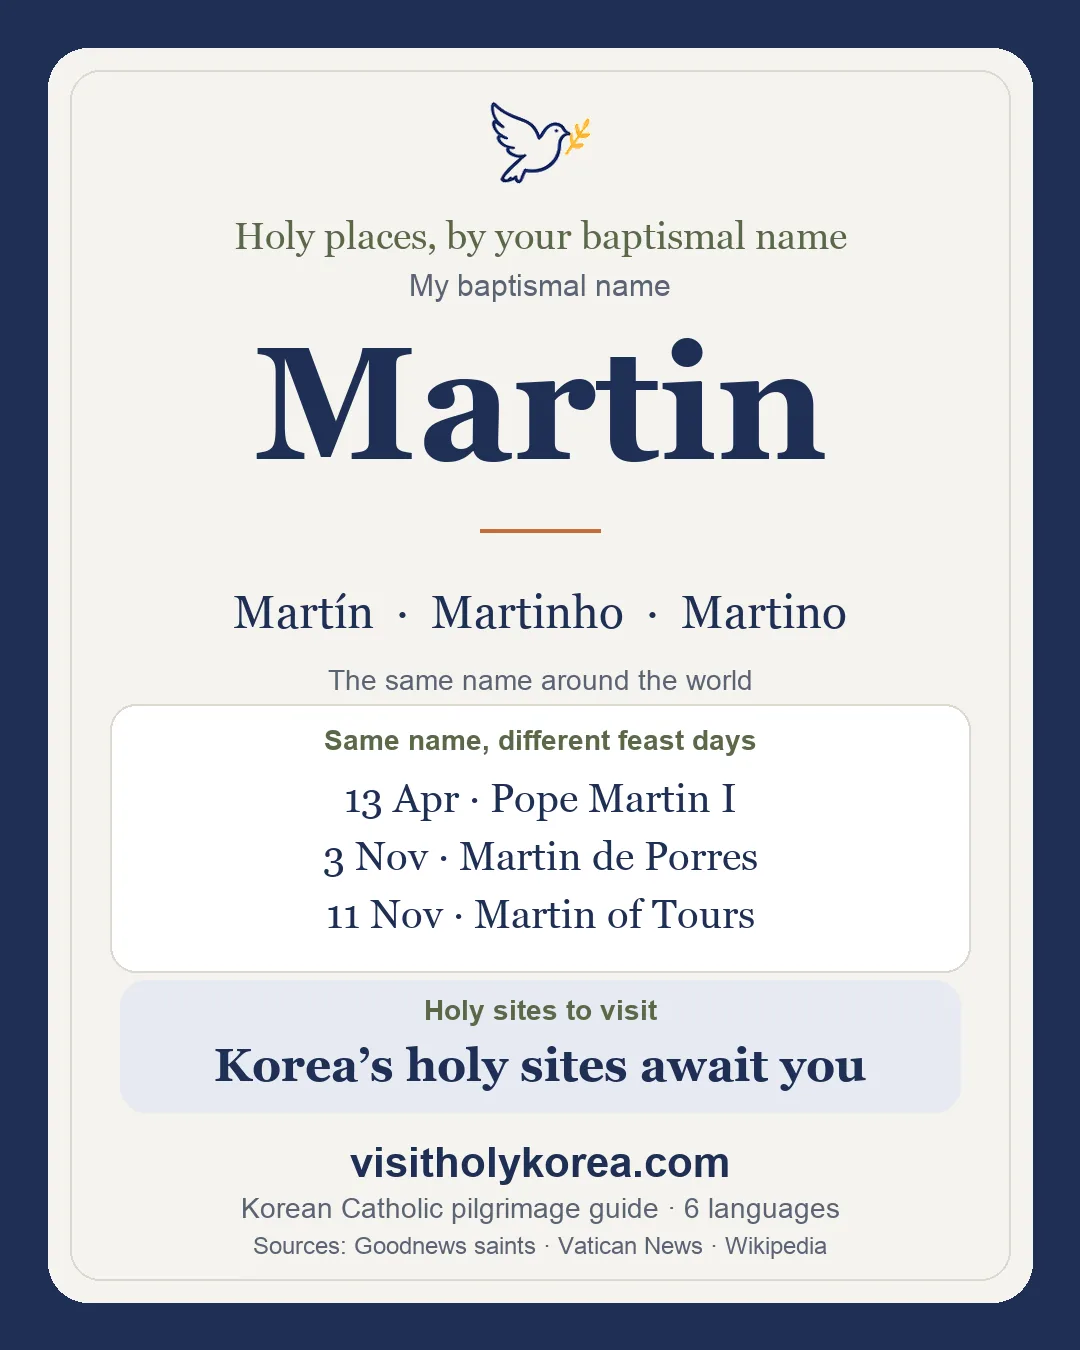 Holy places, by your baptismal name
My baptismal name
Martin
Martín · Martinho · Martino
The same name around the world
Same name, different feast days
13 Apr · Pope Martin I
3 Nov · Martin de Porres
11 Nov · Martin of Tours
Holy sites to visit
Korea’s holy sites await you
visitholykorea.com
Korean Catholic pilgrimage guide · 6 languages
Sources: Goodnews saints · Vatican News · Wikipedia